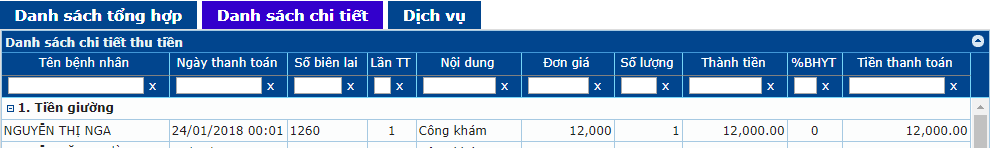 Danh sách tổng hợp Danh sách chi tiết Dịch vụ
Danh sách chi tiết thu tiền
Tên bệnh nhân Ngày thanh toán Số biên lai Lần TT Nội dung Đơn giá Số lượng Thành tiền %BHYT Tiền thanh toán
x x x x x x x x x x
1. Tiền giường
NGUYỄN THỊ NGA 24/01/2018 00:01 1260 1 Công khám 12,000 1 12,000.00 0 12,000.00